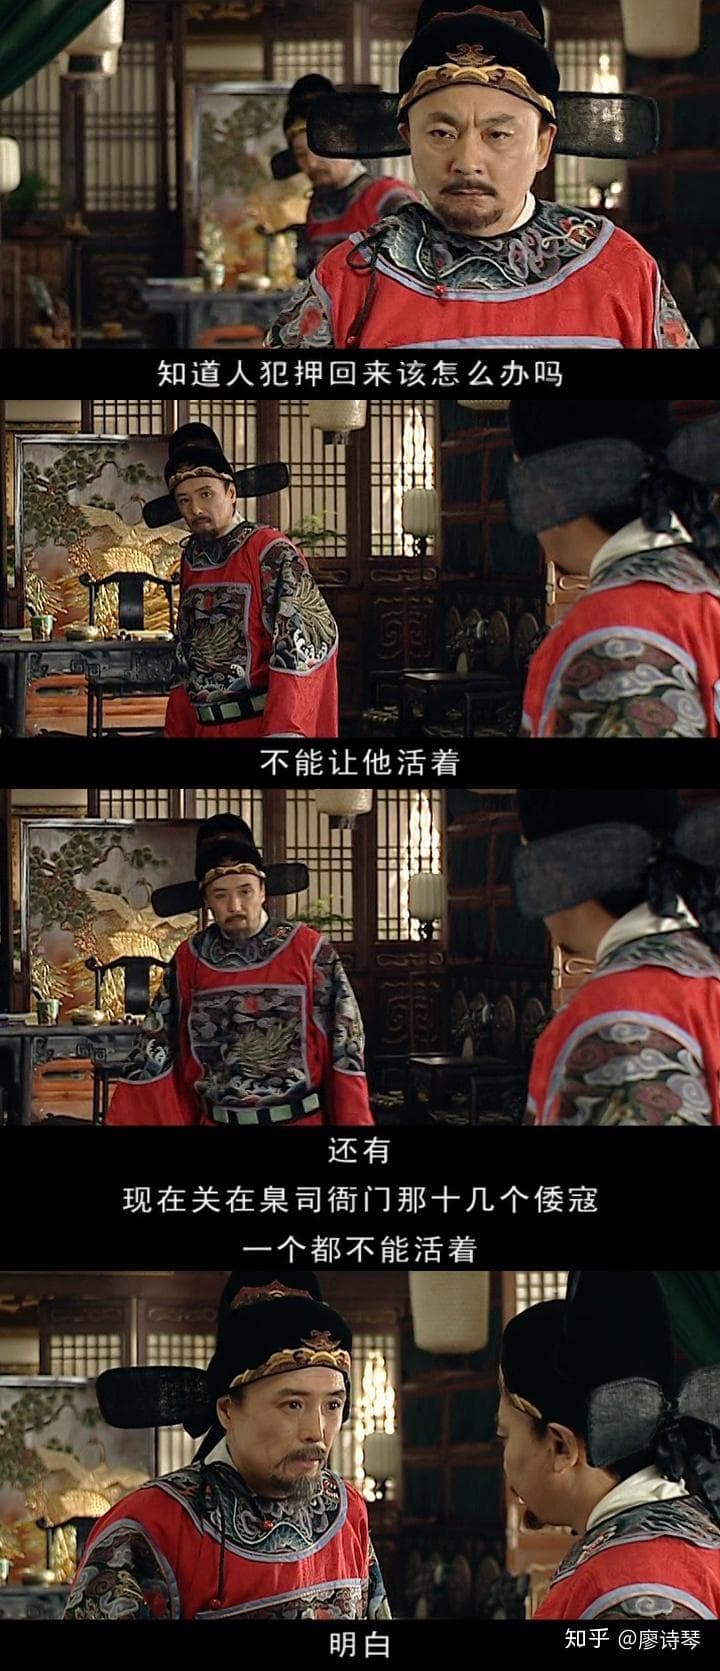 知道人犯押回来该怎么办吗
不能让他活着
还有
现在关在臬司衙门那十几个倭寇
一个都不能活着
明白
知乎 @廖诗琴